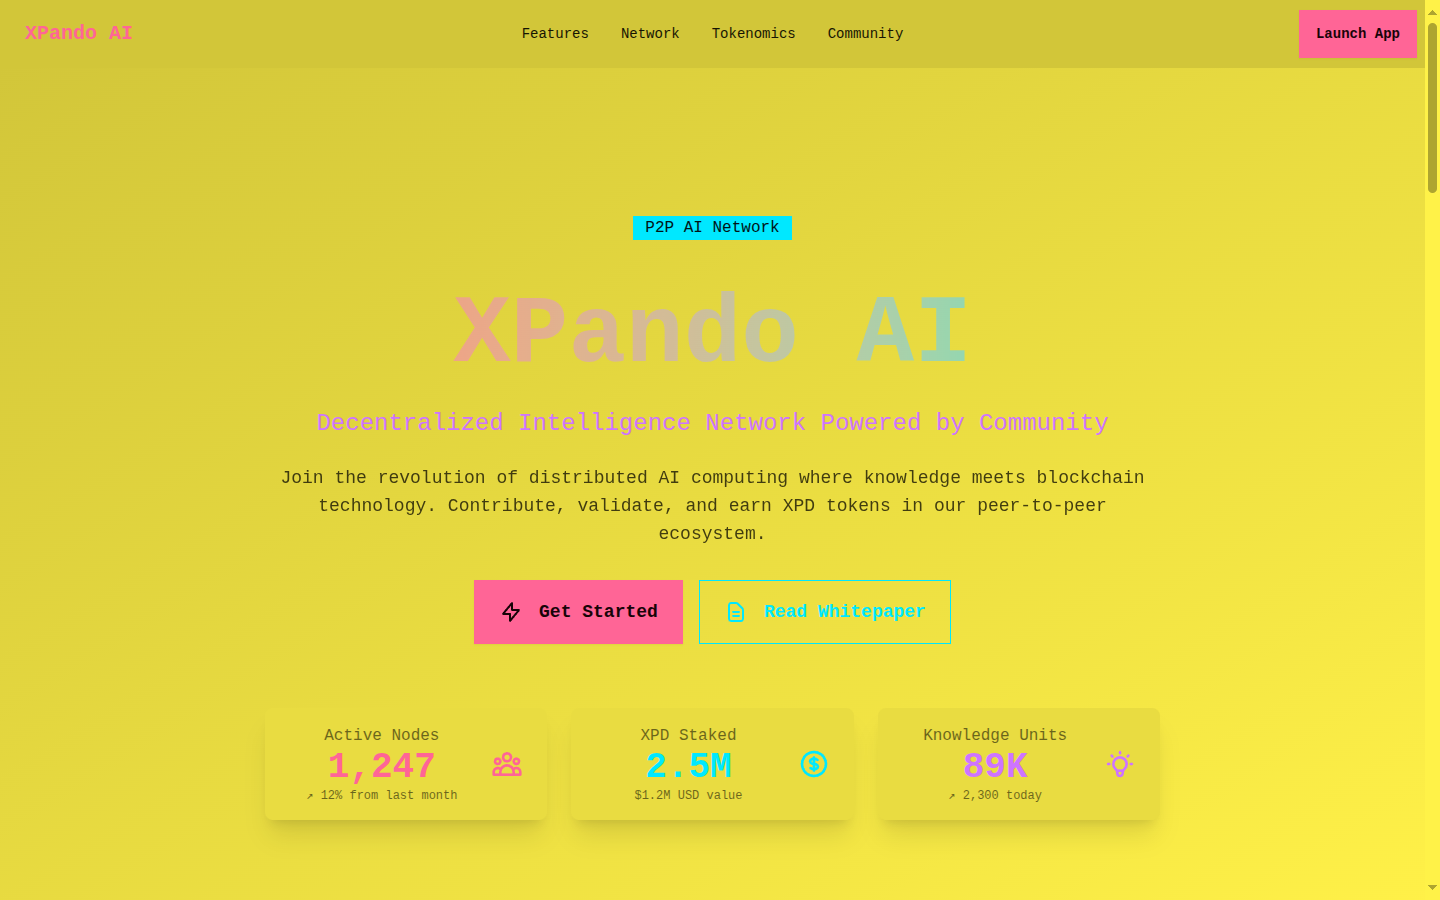 XPando AI
Features
Network
Tokenomics
Community
Launch App
P2P AI Network
XPando AI
Decentralized Intelligence Network Powered by Community
Join the revolution of distributed AI computing where knowledge meets blockchain
technology. Contribute, validate, and earn XPD tokens in our peer-to-peer
ecosystem.
Get Started
Read Whitepaper
Active Nodes
1,247
↗ 12% from last month
XPD Staked
2.5M
$1.2M USD value
Knowledge Units
89K
↗ 2,300 today